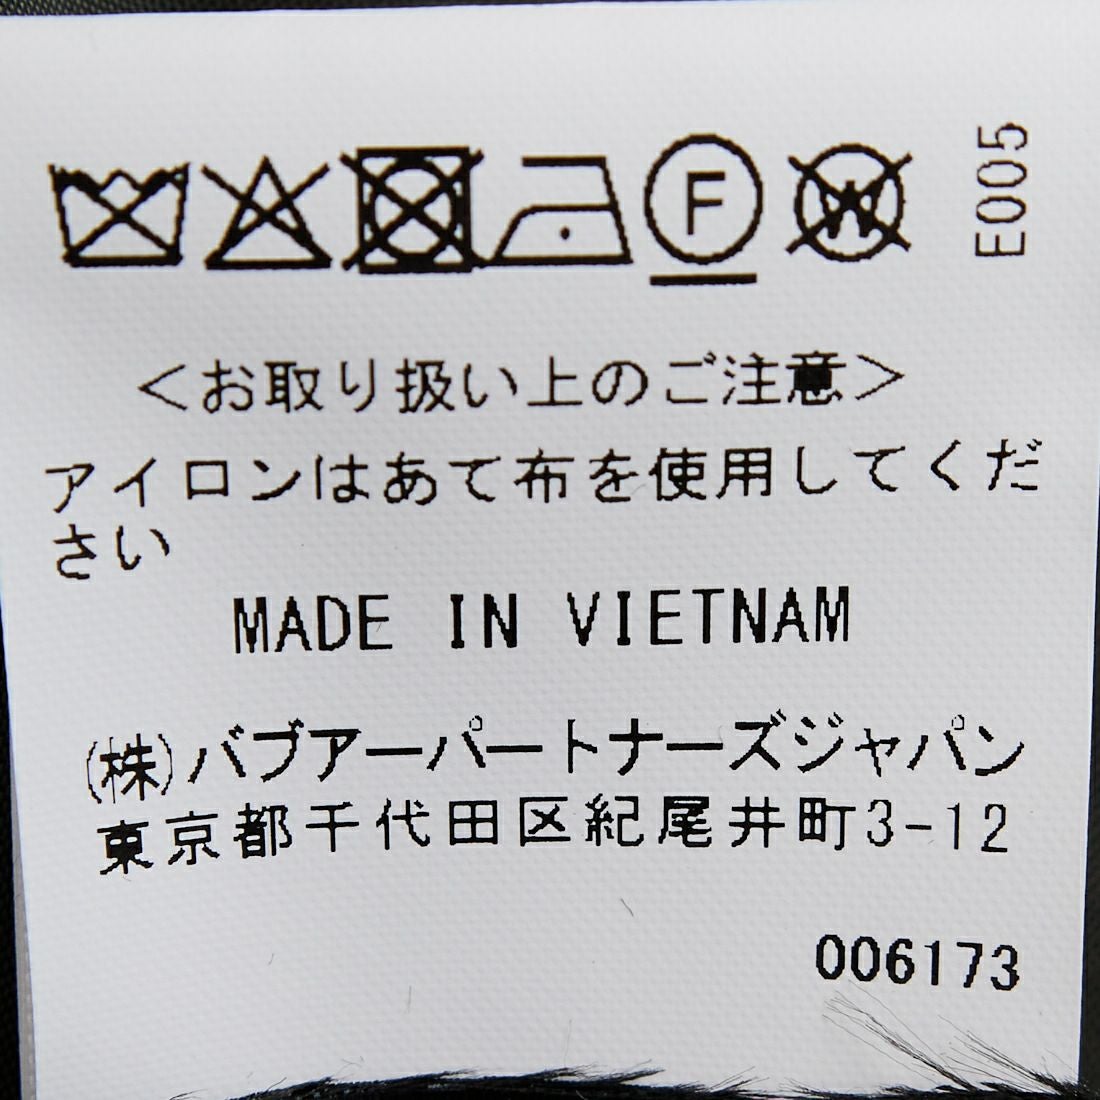 F W
E005
＜お取り扱い上のご注意＞
アイロンはあて布を使用してくだ
さい
MADE IN VIETNAM
(株)バブアーパートナーズジャパン
東京都千代田区紀尾井町3-12
006173